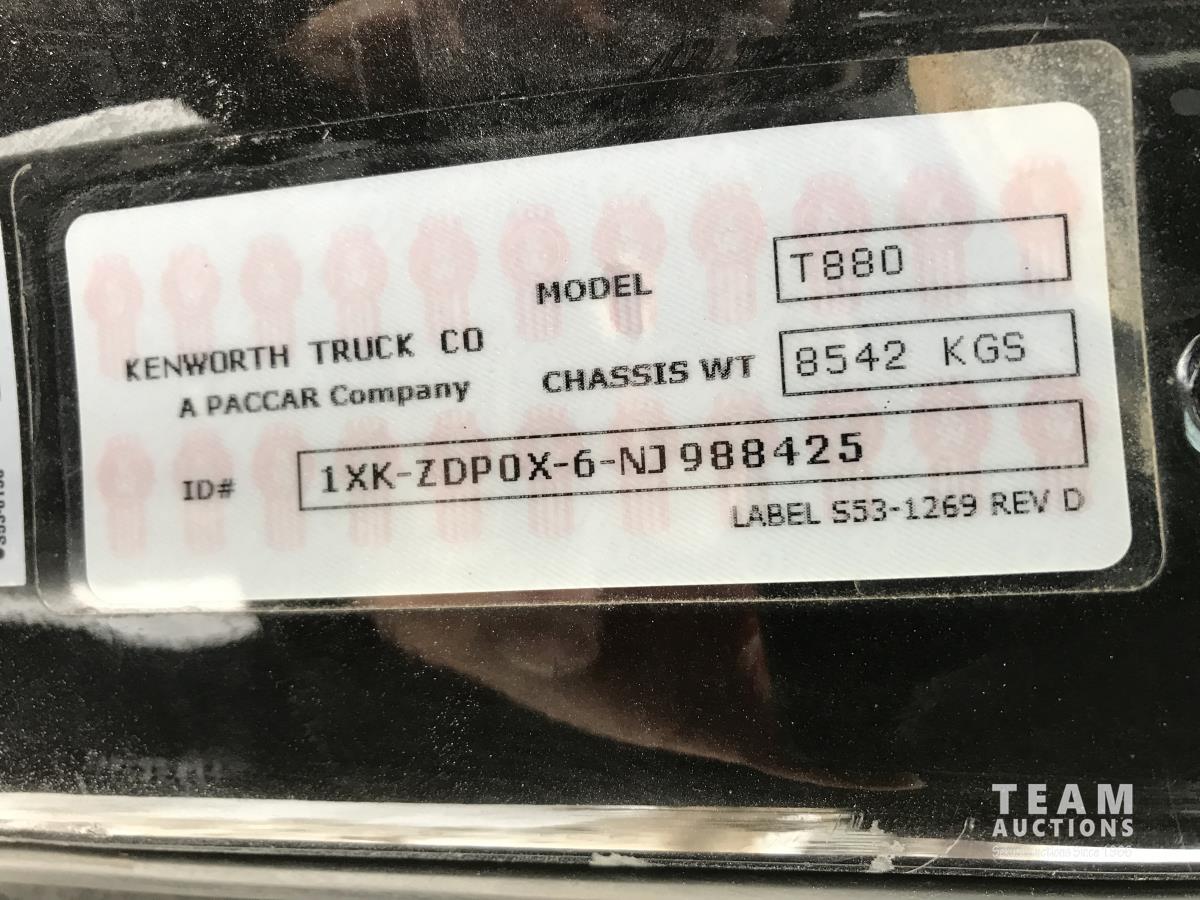 MODEL T880
KENWORTH TRUCK CO
A PACCAR Company
CHASSIS WT 8542 KGS
ID# 1XK-ZDP0X-6-NJ988425
LABEL S53-1269 REV D
TEAM
AUCTIONS